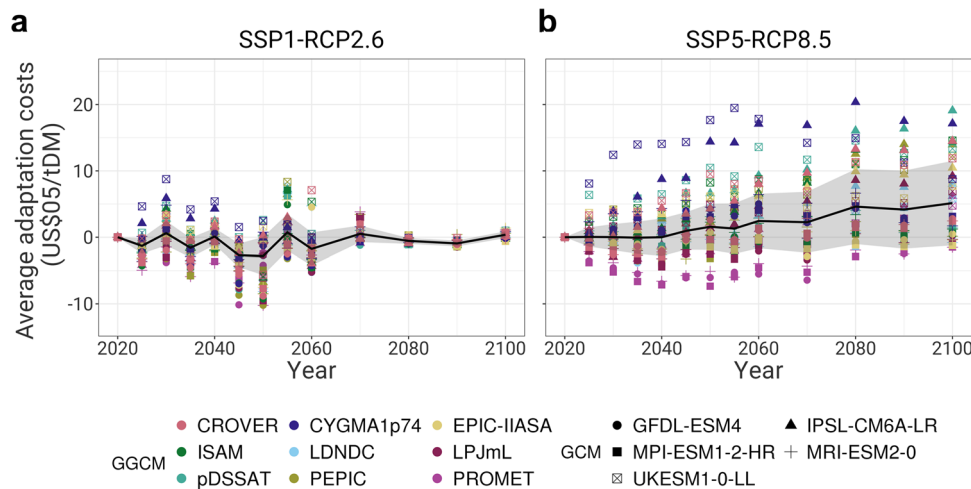 a
b
SSP1-RCP2.6
SSP5-RCP8.5
Average adaptation costs
(US$05/tDM)
20
10
0
-10
2020 2040 2060 2080 2100
2020 2040 2060 2080 2100
Year
Year
GGCM
CROVER
CYGMA1p74
EPIC-IIASA
ISAM
LDNDC
LPJmL
pDSSAT
PEPIC
PROMET
GCM
GFDL-ESM4
IPSL-CM6A-LR
MPI-ESM1-2-HR
MRI-ESM2-0
UKESM1-0-LL